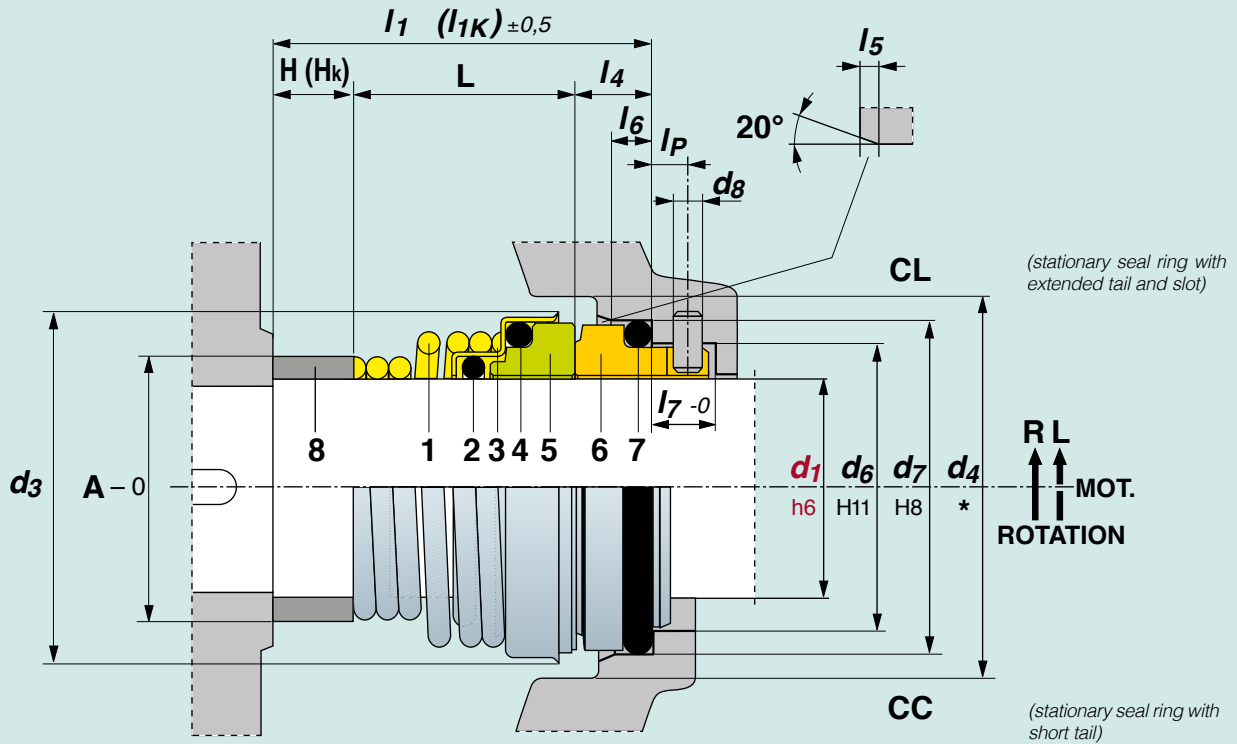 l1 (l1K) ±0,5
l5
H (Hk)
L
l4
l6
20°
lP
d8
CL
(stationary seal ring with
extended tail and slot)
l7 -0
8
1
2
3
4
5
6
7
R L
d3
A – 0
d1
d6
d7
d4
MOT.
h6
H11
H8
*
ROTATION
CC
(stationary seal ring with
short tail)